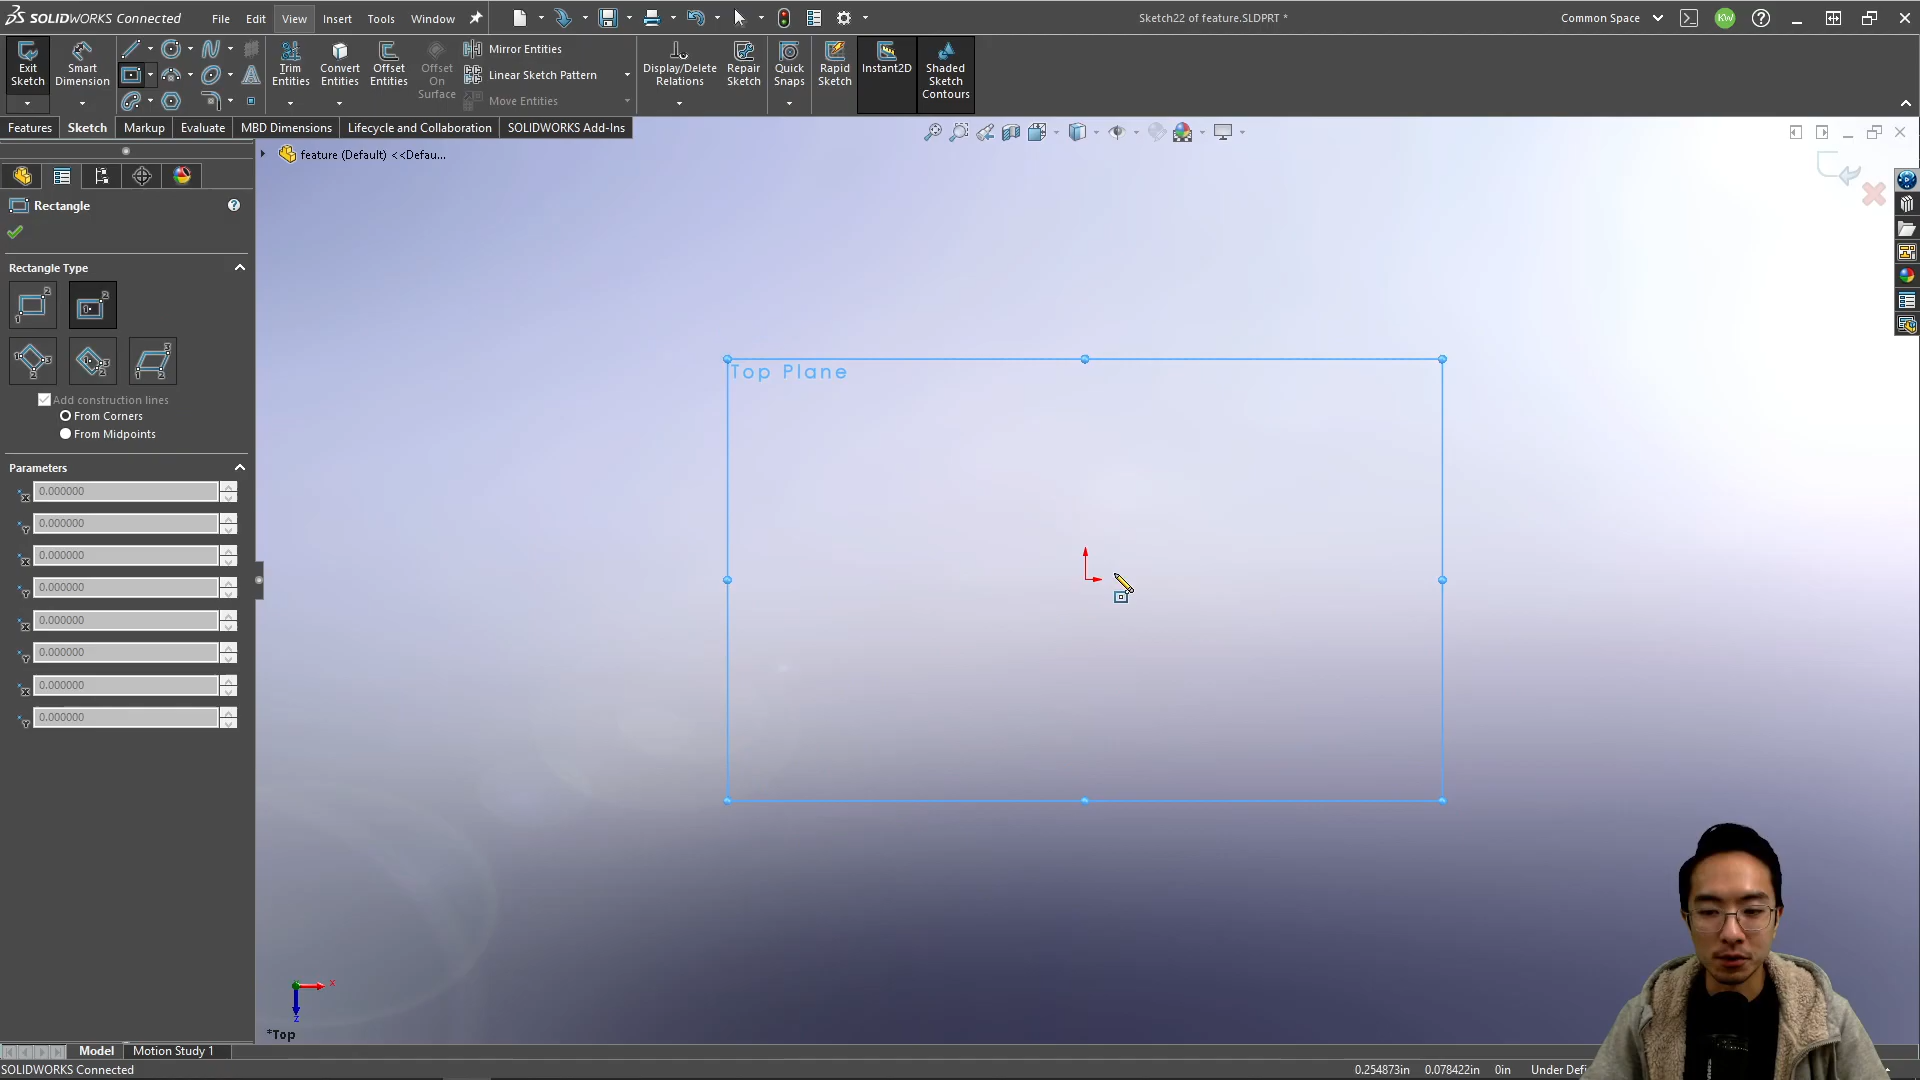 SOLIDWORKS Connected
File Edit View Insert Tools Window
Sketch22 of feature.SLDPRT *
Common Space
KW
Exit Sketch
Smart Dimension
Trim Entities
Convert Entities
Offset Entities
Offset On Surface
Mirror Entities
Linear Sketch Pattern
Move Entities
Display/Delete Relations
Repair Sketch
Quick Snaps
Rapid Sketch
Instant2D
Shaded Sketch Contours
Features Sketch Markup Evaluate MBD Dimensions Lifecycle and Collaboration SOLIDWORKS Add-Ins
feature (Default) <<Defau...
Rectangle
Rectangle Type
Add construction lines
From Corners
From Midpoints
Parameters
0.000000
0.000000
0.000000
0.000000
0.000000
0.000000
0.000000
0.000000
Top Plane
x
z
*Top
Model Motion Study 1
SOLIDWORKS Connected
0.254873in 0.078422in 0in Under Defi